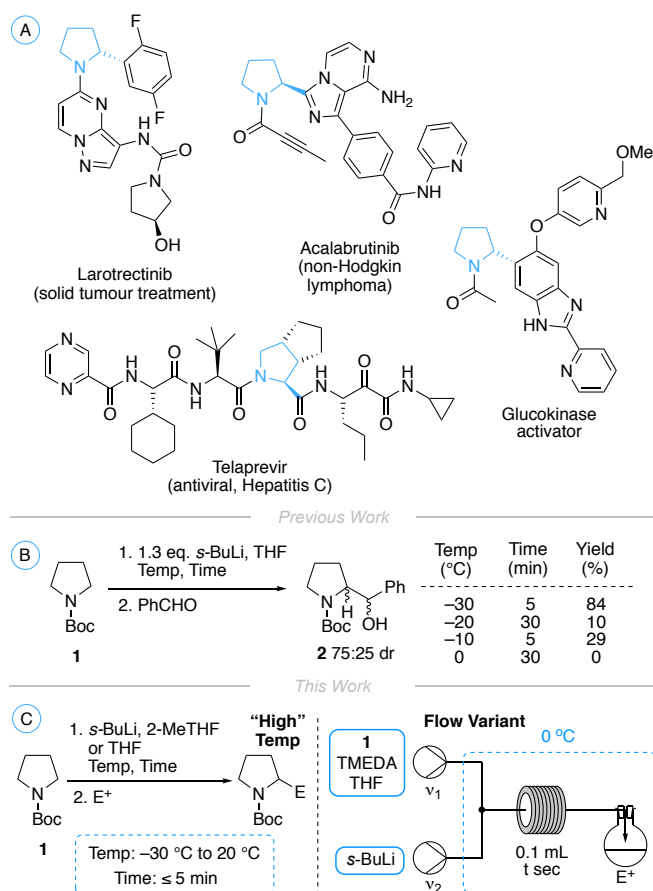 A
F
N
F
N
N
H
N
O
N
N
N
OH
Larotrectinib
(solid tumour treatment)
N
N
NH2
N
N
O
N
N
H
O
Acalabrutinib
(non-Hodgkin
lymphoma)
OMe
N
O
N
O
N
HN
N
Glucokinase
activator
N
N
H
N
O
O
N
H
O
N
O
H
N
O
O
H
N
Telaprevir
(antiviral, Hepatitis C)
Previous Work
B
N
Boc
1
1. 1.3 eq. s-BuLi, THF
Temp, Time
2. PhCHO
Ph
N
H
Boc
OH
2 75:25 dr
Temp Time Yield
(°C) (min) (%)
–30 5 84
–20 30 10
–10 5 29
0 30 0
This Work
C
N
Boc
1
1. s-BuLi, 2-MeTHF
or THF
Temp, Time
2. E+
"High"
Temp
N
E
Boc
Temp: –30 °C to 20 °C
Time: ≤ 5 min
Flow Variant
1
TMEDA
THF
ν1
s-BuLi
ν2
0 °C
0.1 mL
t sec
E+